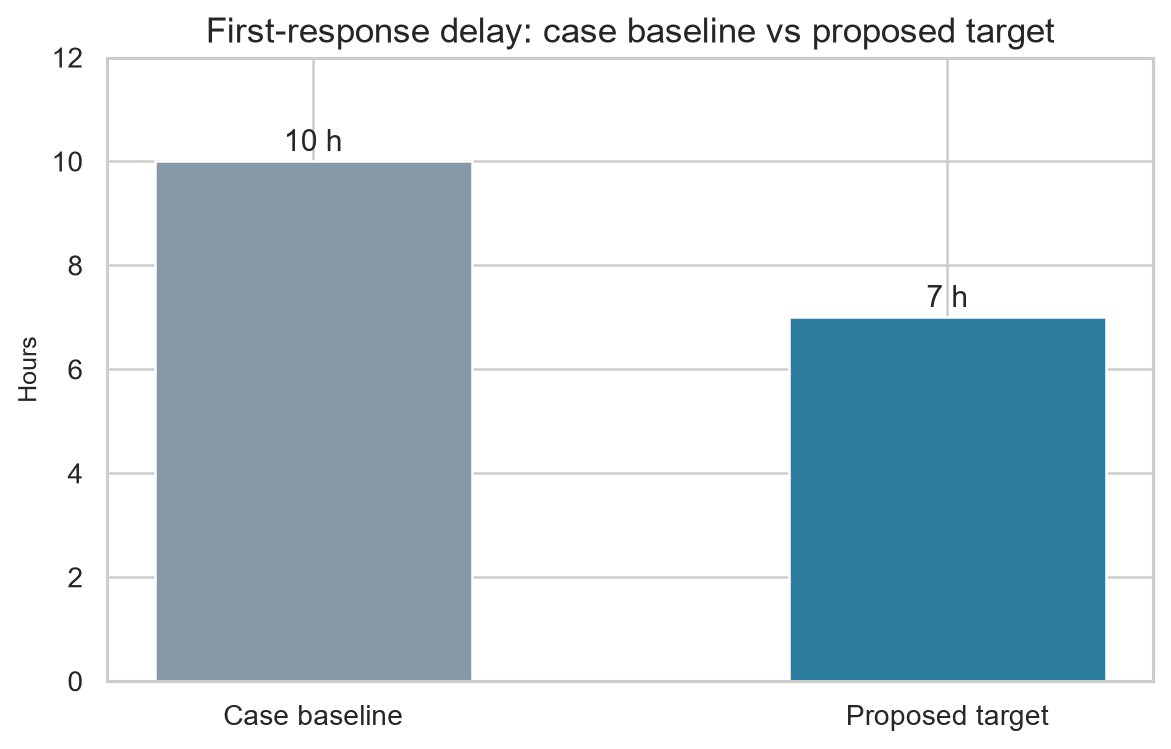 First-response delay: case baseline vs proposed target
12
10
8
6
4
2
0
Hours
10 h
7 h
Case baseline
Proposed target